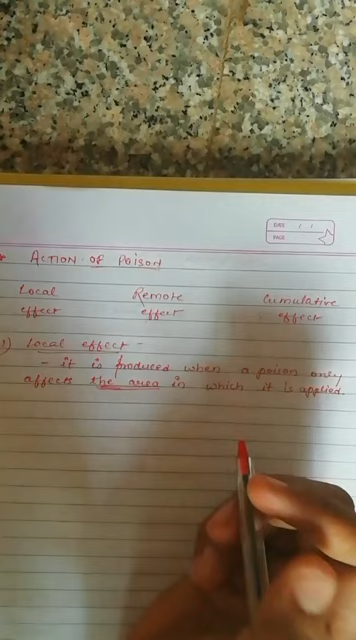 DATE / /
PAGE
* ACTION OF POISON
Local Remote Cumulative
effect effect effect
1) Local effect -
- it is produced when a poison only
affects the area in which it is applied.